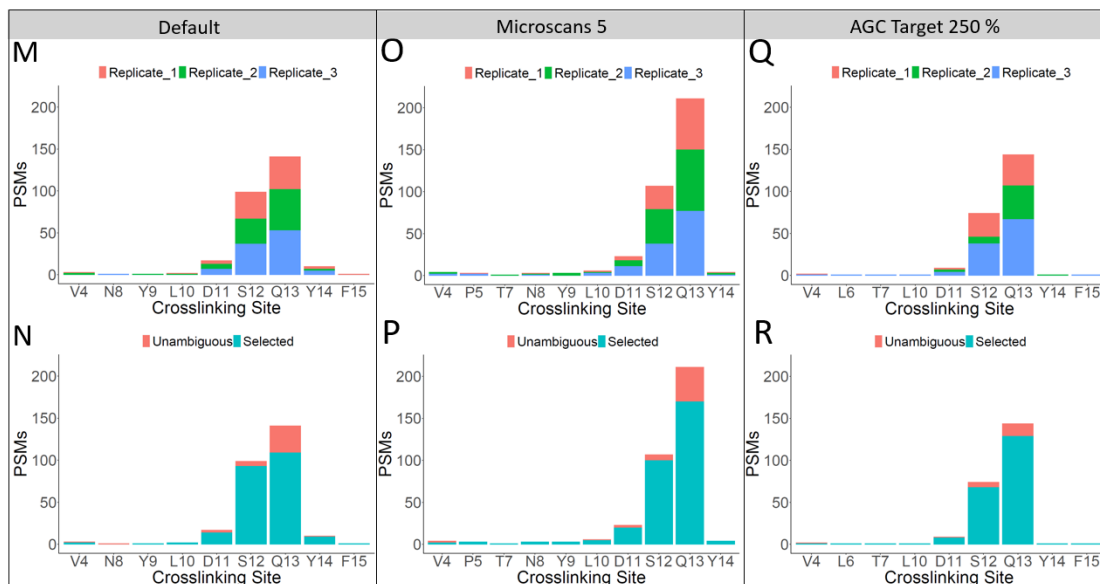 Default
Microscans 5
AGC Target 250 %
M
Replicate_1 Replicate_2 Replicate_3
PSMs
200
150
100
50
0
V4 N8 Y9 L10 D11 S12 Q13 Y14 F15
Crosslinking Site
O
Replicate_1 Replicate_2 Replicate_3
PSMs
200
150
100
50
0
V4 P5 T7 N8 Y9 L10 D11 S12 Q13 Y14
Crosslinking Site
Q
Replicate_1 Replicate_2 Replicate_3
PSMs
200
150
100
50
0
V4 L6 T7 L10 D11 S12 Q13 Y14 F15
Crosslinking Site
N
Unambiguous Selected
PSMs
200
150
100
50
0
V4 N8 Y9 L10 D11 S12 Q13 Y14 F15
Crosslinking Site
P
Unambiguous Selected
PSMs
200
150
100
50
0
V4 P5 T7 N8 Y9 L10 D11 S12 Q13 Y14
Crosslinking Site
R
Unambiguous Selected
PSMs
200
150
100
50
0
V4 L6 T7 L10 D11 S12 Q13 Y14 F15
Crosslinking Site